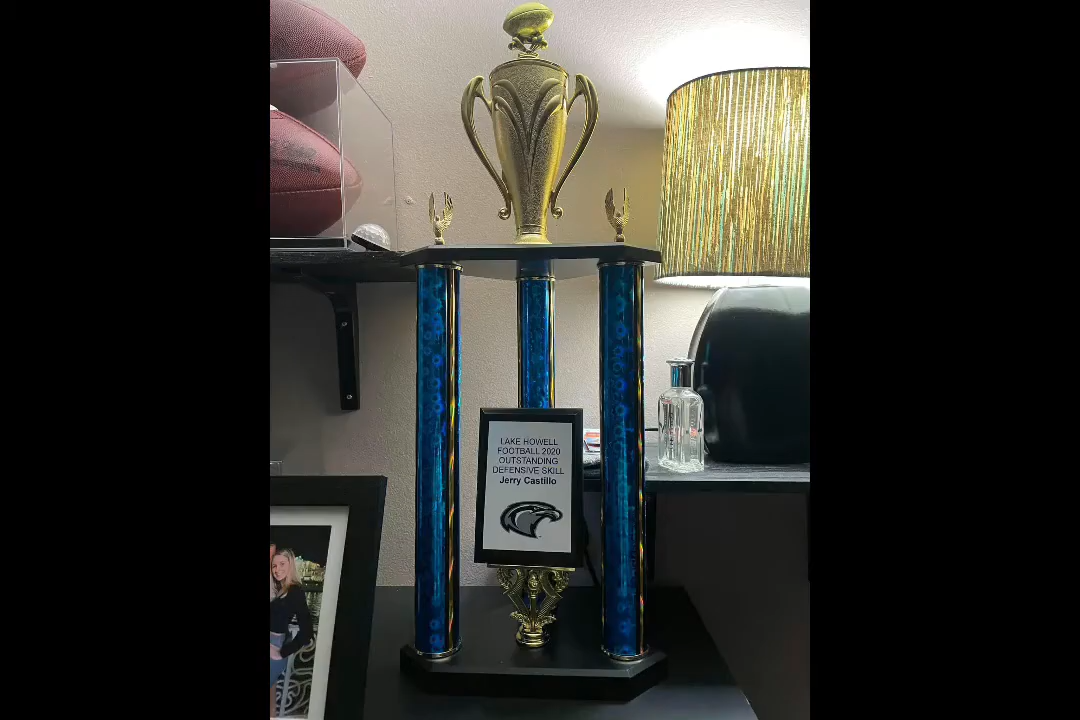 LAKE HOWELL
FOOTBALL 2020
OUTSTANDING
DEFENSIVE SKILL
Jerry Castillo